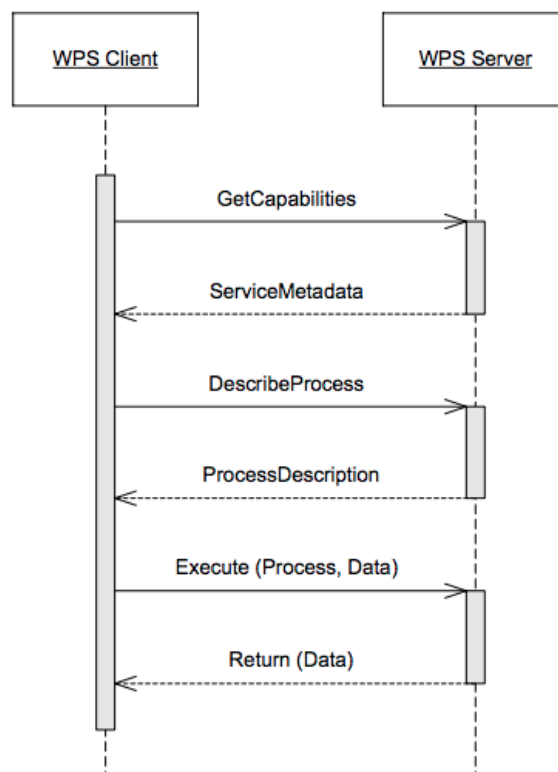 WPS Client
WPS Server
GetCapabilities
ServiceMetadata
DescribeProcess
ProcessDescription
Execute (Process, Data)
Return (Data)